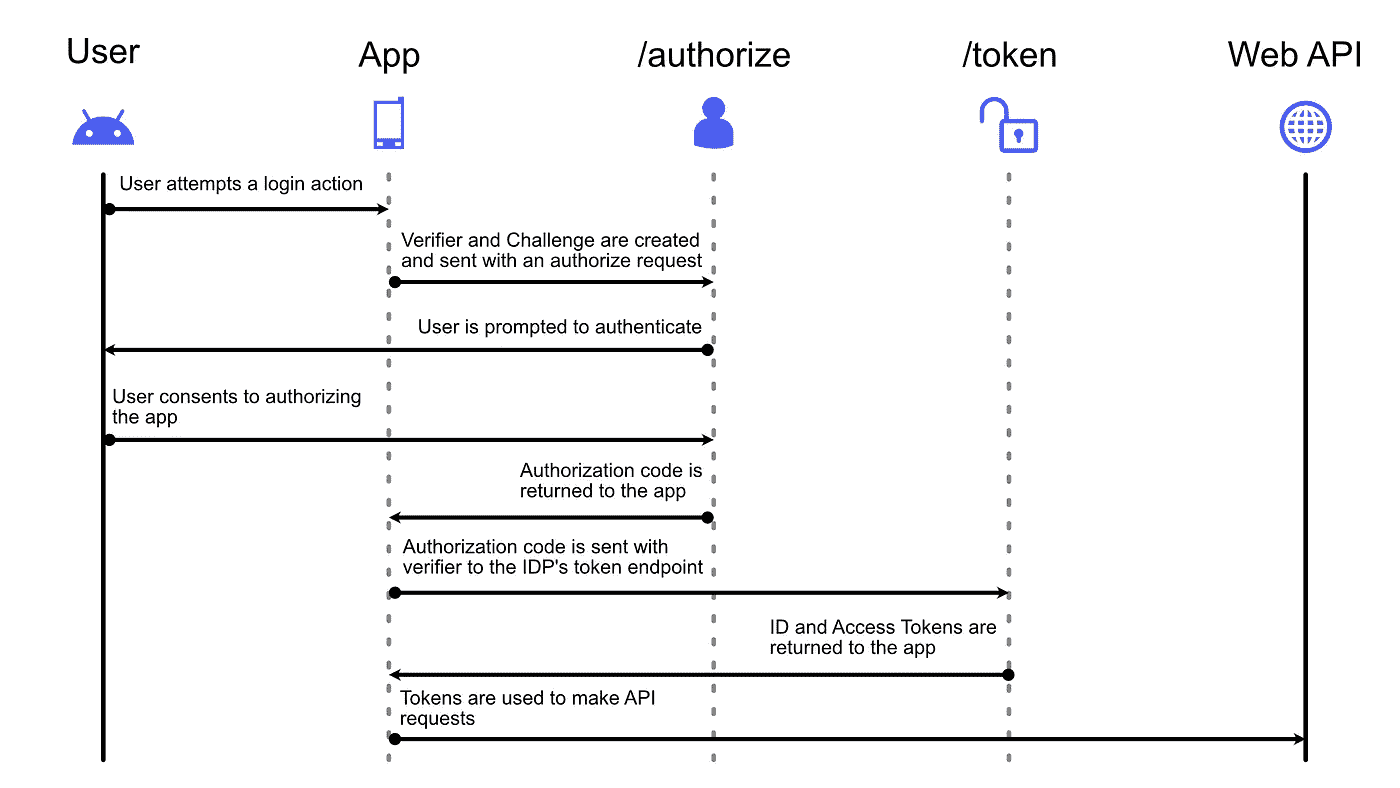 User
App
/authorize
/token
Web API
User attempts a login action
Verifier and Challenge are created
and sent with an authorize request
User is prompted to authenticate
User consents to authorizing
the app
Authorization code is
returned to the app
Authorization code is sent with
verifier to the IDP's token endpoint
ID and Access Tokens are
returned to the app
Tokens are used to make API
requests